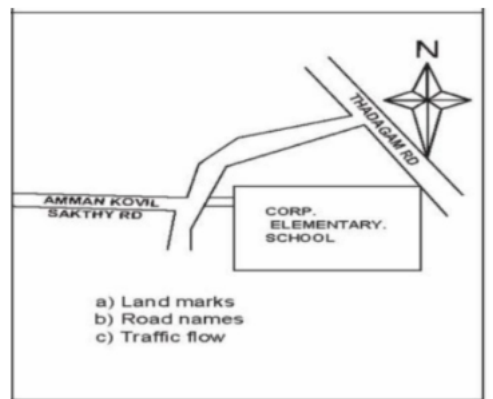 N
THADAGAM RD
AMMAN KOVIL
SAKTHY RD
CORP.
ELEMENTARY.
SCHOOL
a) Land marks
b) Road names
c) Traffic flow